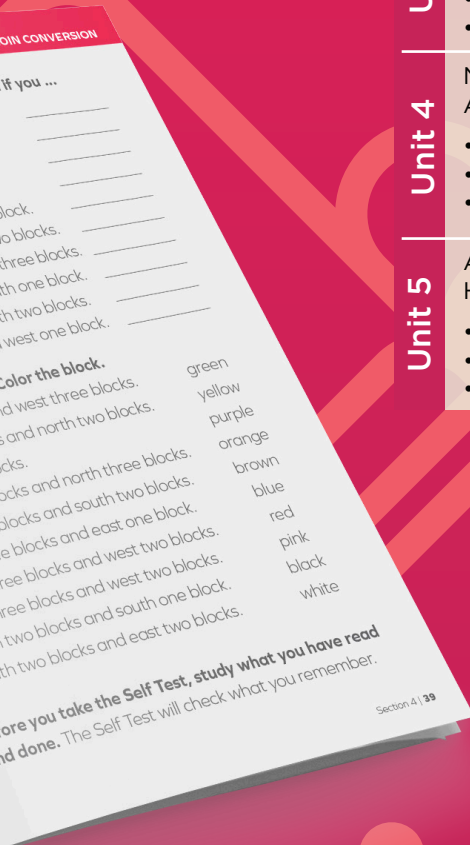 OIN CONVERSION
if you ...
lock.
o blocks.
three blocks.
th one block.
th two blocks.
west one block.
Color the block.
nd west three blocks. green
s and north two blocks. yellow
cks. purple
ocks and north three blocks. orange
blocks and south two blocks. brown
e blocks and east one block. blue
ree blocks and west two blocks. red
hree blocks and west two blocks. pink
two blocks and south one block. black
th two blocks and east two blocks. white
ore you take the Self Test, study what you have read
nd done. The Self Test will check what you remember.
Section 4 | 39
Unit 4
Unit 5